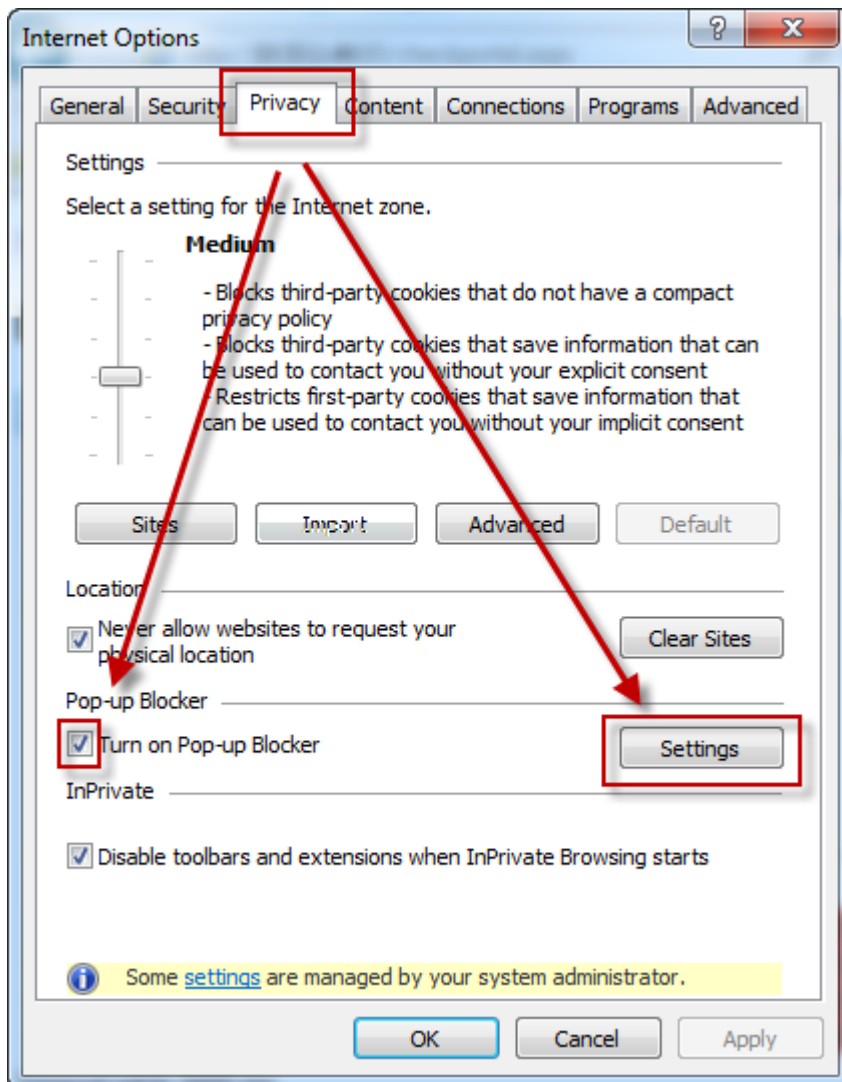 Internet Options
General Security Privacy Content Connections Programs Advanced
Settings
Select a setting for the Internet zone.
Medium
- Blocks third-party cookies that do not have a compact
privacy policy
- Blocks third-party cookies that save information that can
be used to contact you without your explicit consent
- Restricts first-party cookies that save information that
can be used to contact you without your implicit consent
Sites Import Advanced Default
Location
Never allow websites to request your
physical location
Clear Sites
Pop-up Blocker
Turn on Pop-up Blocker
Settings
InPrivate
Disable toolbars and extensions when InPrivate Browsing starts
Some settings are managed by your system administrator.
OK Cancel Apply